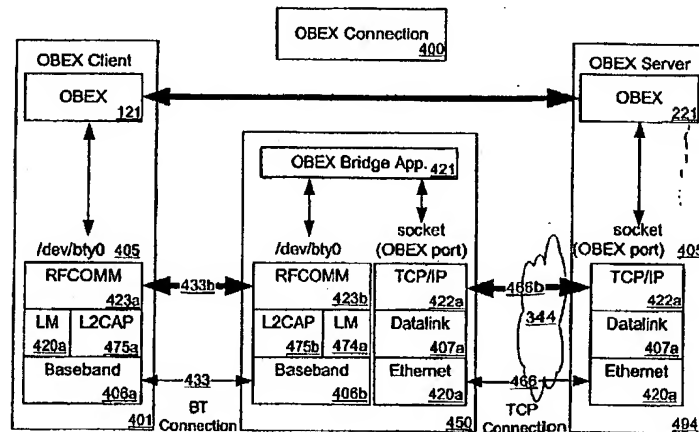 OBEX Connection
400
OBEX Client
OBEX
121
OBEX Server
OBEX
221
OBEX Bridge App.
421
/dev/bty0
405
RFCOMM
423a
LM
420a
L2CAP
475a
Baseband
406a
401
433b
433
BT
Connection
/dev/bty0
RFCOMM
423b
L2CAP
475b
LM
474a
Baseband
406b
socket
(OBEX port)
TCP/IP
422a
Datalink
407a
Ethernet
420a
450
466b
344
466
TCP
Connection
socket
(OBEX port)
405
TCP/IP
422a
Datalink
407a
Ethernet
420a
494